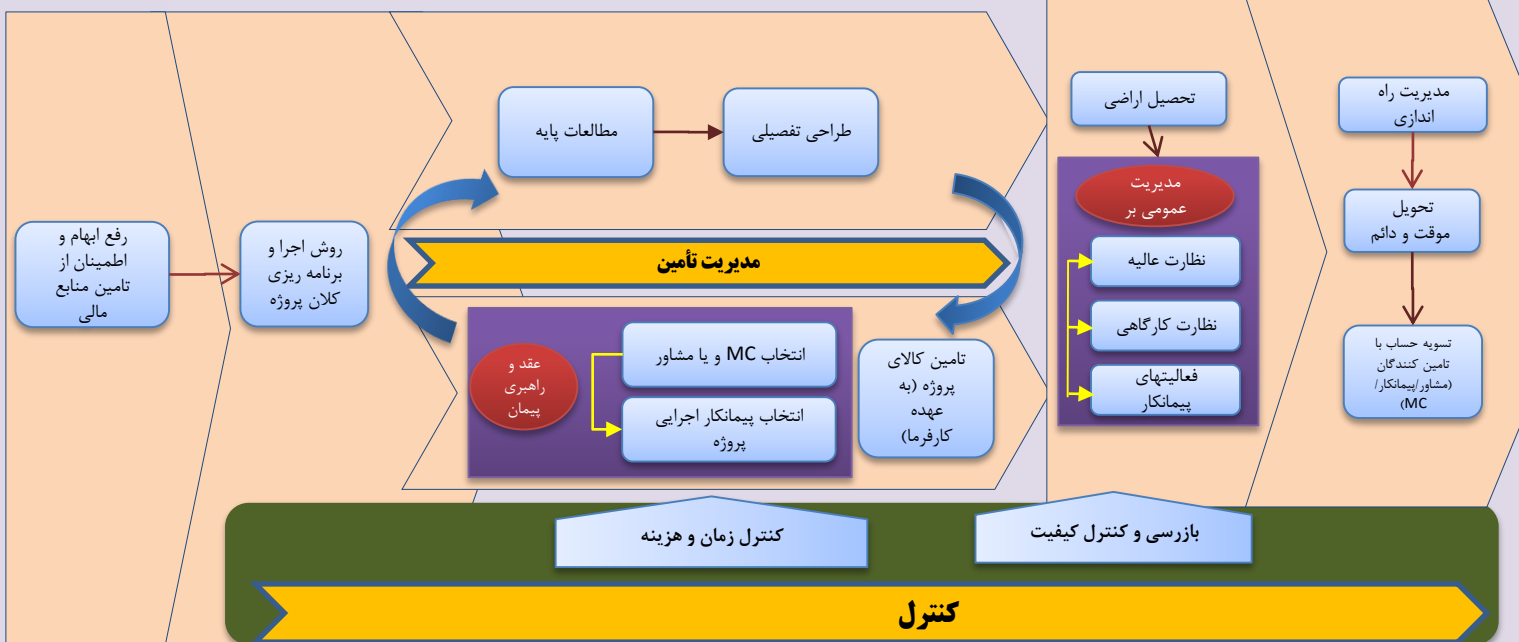 رفع ابهام و
اطمینان از
تامین منابع
مالی
روش اجرا و
برنامه ریزی
کلان پروژه
مطالعات پایه
طراحی تفصیلی
مدیریت تأمین
عقد و
راهبری
پیمان
انتخاب MC و یا مشاور
انتخاب پیمانکار اجرایی
پروژه
تامین کالای
پروژه (به
عهده
کارفرما)
تحصیل اراضی
مدیریت
عمومی بر
نظارت عالیه
نظارت کارگاهی
فعالیتهای
پیمانکار
مدیریت راه
اندازی
تحویل
موقت و دائم
تسویه حساب با
تامین کنندگان
(مشاور/پیمانکار/
MC)
کنترل زمان و هزینه
بازرسی و کنترل کیفیت
کنترل